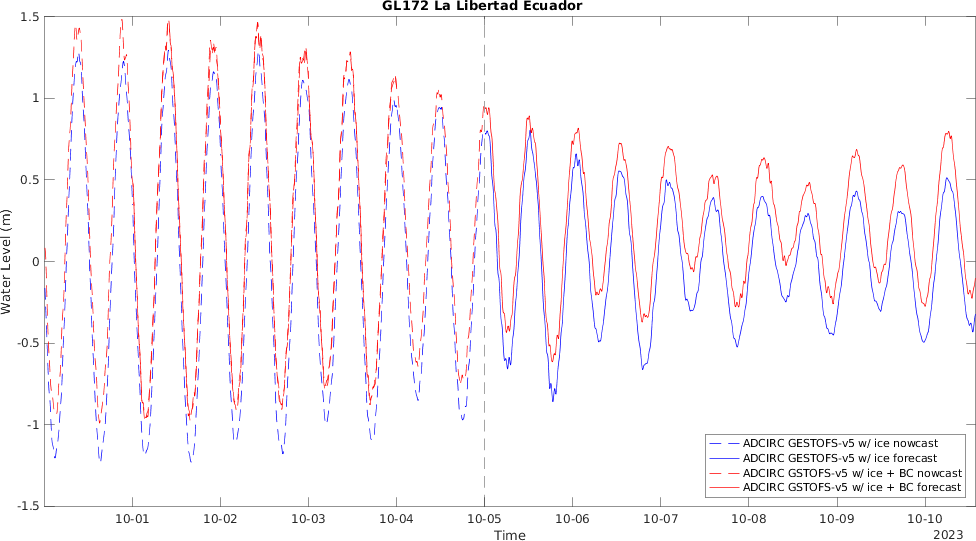 GL172 La Libertad Ecuador
1.5
1
0.5
0
-0.5
-1
-1.5
Water Level (m)
10-01 10-02 10-03 10-04 10-05 10-06 10-07 10-08 10-09 10-10
Time
2023
ADCIRC GESTOFS-v5 w/ ice nowcast
ADCIRC GESTOFS-v5 w/ ice forecast
ADCIRC GSTOFS-v5 w/ ice + BC nowcast
ADCIRC GSTOFS-v5 w/ ice + BC forecast